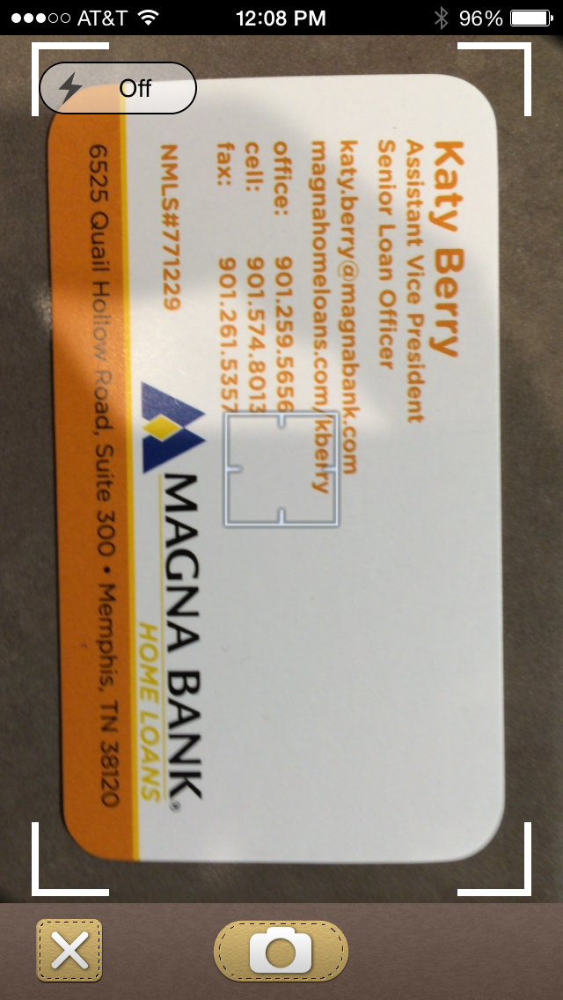 AT&T 12:08 PM 96%
Off
Katy Berry
Assistant Vice President
Senior Loan Officer
katy.berry@magnabank.com
magnahomeloans.com/kberry
office: 901.259.5656
cell: 901.574.8013
fax: 901.261.5357
NMLS#771229
MAGNA BANK®
HOME LOANS
6525 Quail Hollow Road, Suite 300 • Memphis, TN 38120